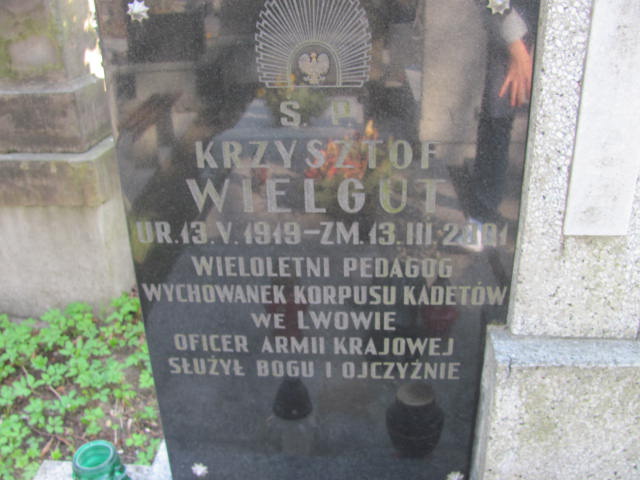 Ś. P.
KRZYSZTOF
WIELGUT
UR. 13. V. 1919 – ZM. 13. III. 2001
WIELOLETNI PEDAGOG
WYCHOWANEK KORPUSU KADETÓW
WE LWOWIE
OFICER ARMII KRAJOWEJ
SŁUŻYŁ BOGU I OJCZYŹNIE